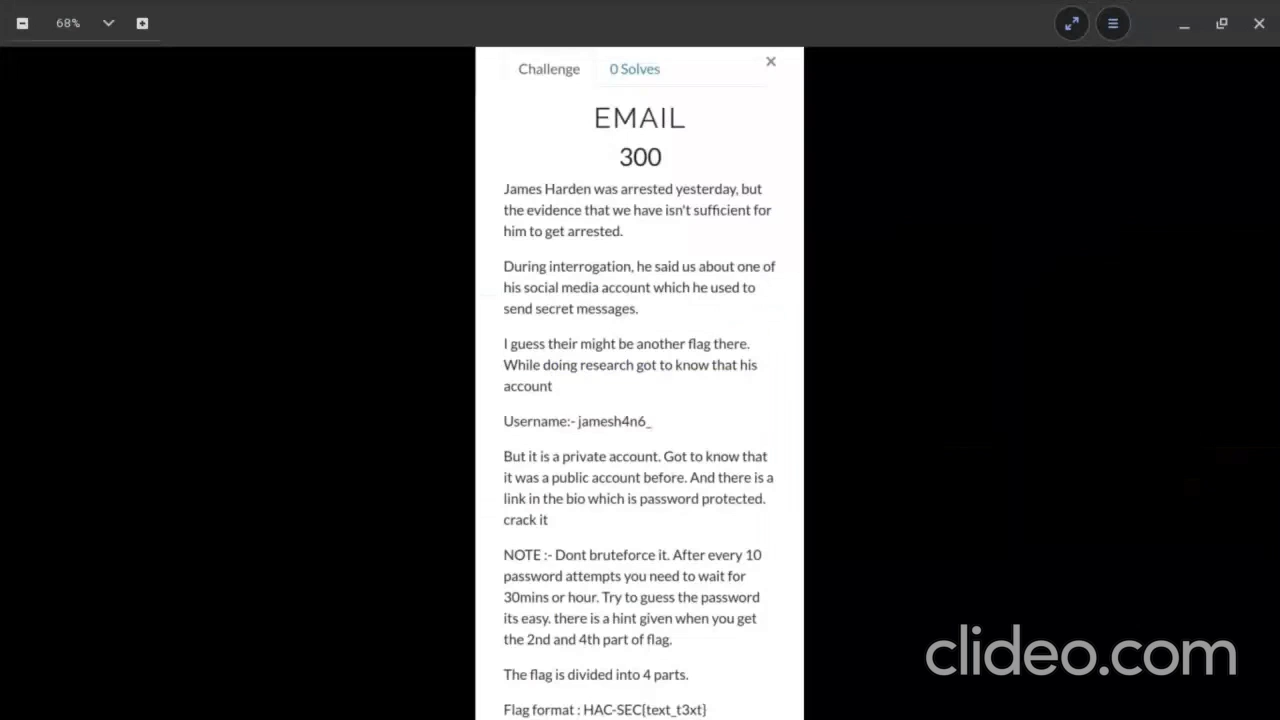 68%
Challenge 0 Solves ×
EMAIL
300
James Harden was arrested yesterday, but
the evidence that we have isn't sufficient for
him to get arrested.
During interrogation, he said us about one of
his social media account which he used to
send secret messages.
I guess their might be another flag there.
While doing research got to know that his
account
Username:- jamesh4n6_
But it is a private account. Got to know that
it was a public account before. And there is a
link in the bio which is password protected.
crack it
NOTE :- Dont bruteforce it. After every 10
password attempts you need to wait for
30mins or hour. Try to guess the password
its easy. there is a hint given when you get
the 2nd and 4th part of flag.
The flag is divided into 4 parts.
Flag format : HAC-SEC{text_t3xt}
clideo.com